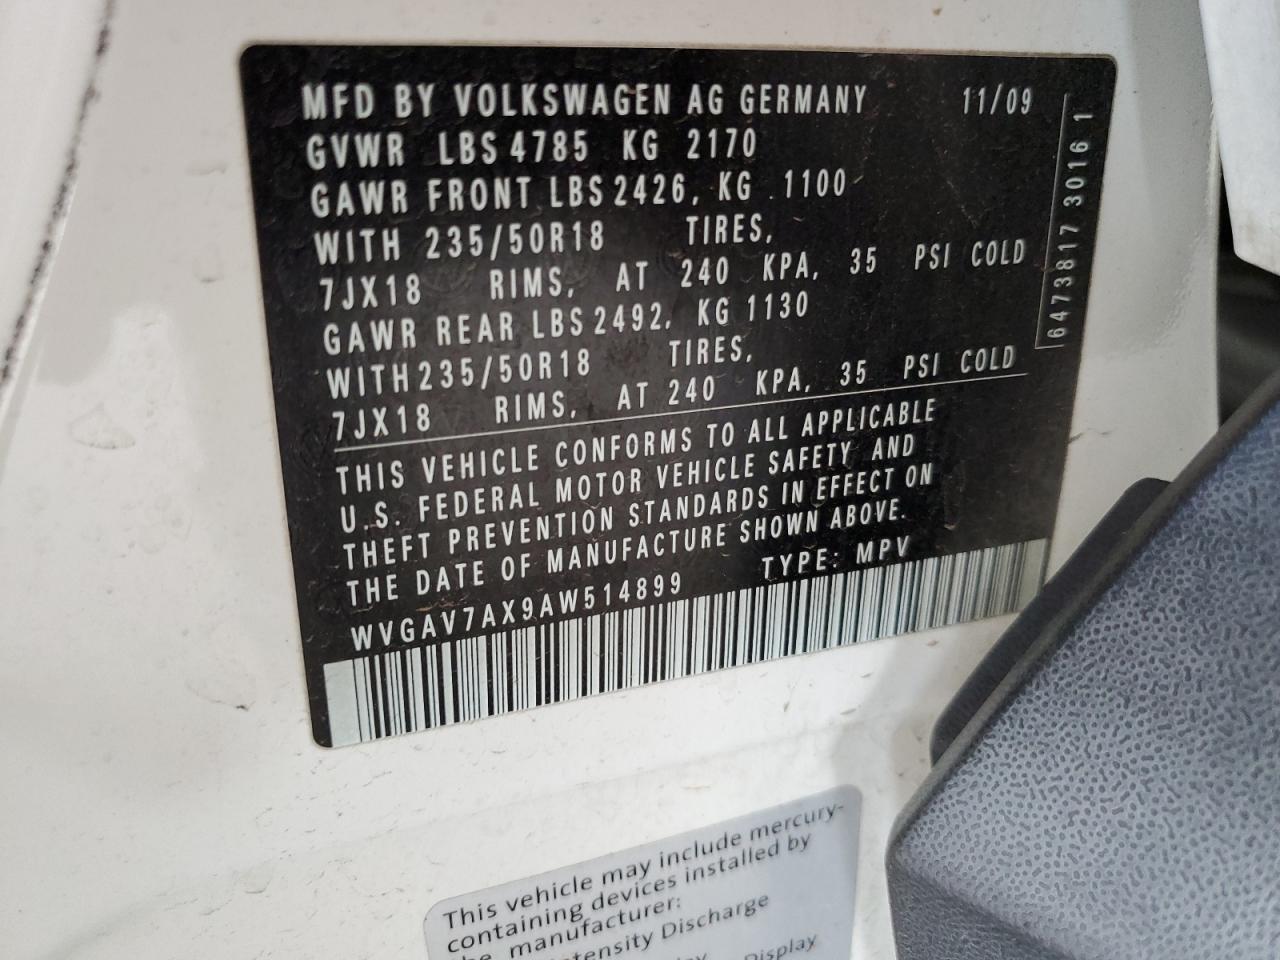 MFD BY VOLKSWAGEN AG GERMANY 11/09
GVWR LBS 4785 KG 2170
GAWR FRONT LBS 2426, KG 1100
WITH 235/50R18 TIRES,
7JX18 RIMS, AT 240 KPA, 35 PSI COLD
GAWR REAR LBS 2492, KG 1130
WITH 235/50R18 TIRES,
7JX18 RIMS, AT 240 KPA, 35 PSI COLD
THIS VEHICLE CONFORMS TO ALL APPLICABLE
U.S. FEDERAL MOTOR VEHICLE SAFETY AND
THEFT PREVENTION STANDARDS IN EFFECT ON
THE DATE OF MANUFACTURE SHOWN ABOVE.
WVGAV7AX9AW514899 TYPE: MPV
6473817 3016 1
This vehicle may include mercury-
containing devices installed by
manufacturer:
Discharge
Display